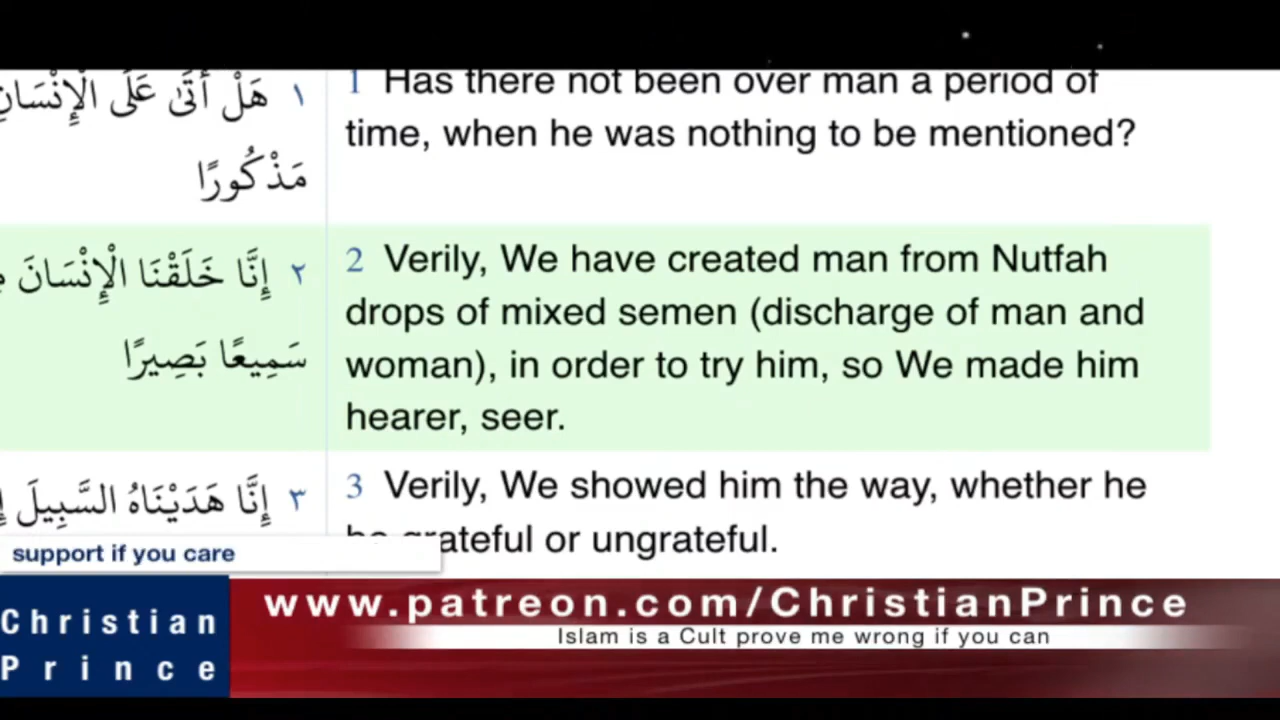 ١ هَلْ أَتَىٰ عَلَى الْإِنْسَانِ
مَذْكُورًا
1 Has there not been over man a period of
time, when he was nothing to be mentioned?
٢ إِنَّا خَلَقْنَا الْإِنْسَانَ
سَمِيعًا بَصِيرًا
2 Verily, We have created man from Nutfah
drops of mixed semen (discharge of man and
woman), in order to try him, so We made him
hearer, seer.
٣ إِنَّا هَدَيْنَاهُ السَّبِيلَ
3 Verily, We showed him the way, whether he
be grateful or ungrateful.
support if you care
Christian
Prince
www.patreon.com/ChristianPrince
Islam is a Cult prove me wrong if you can